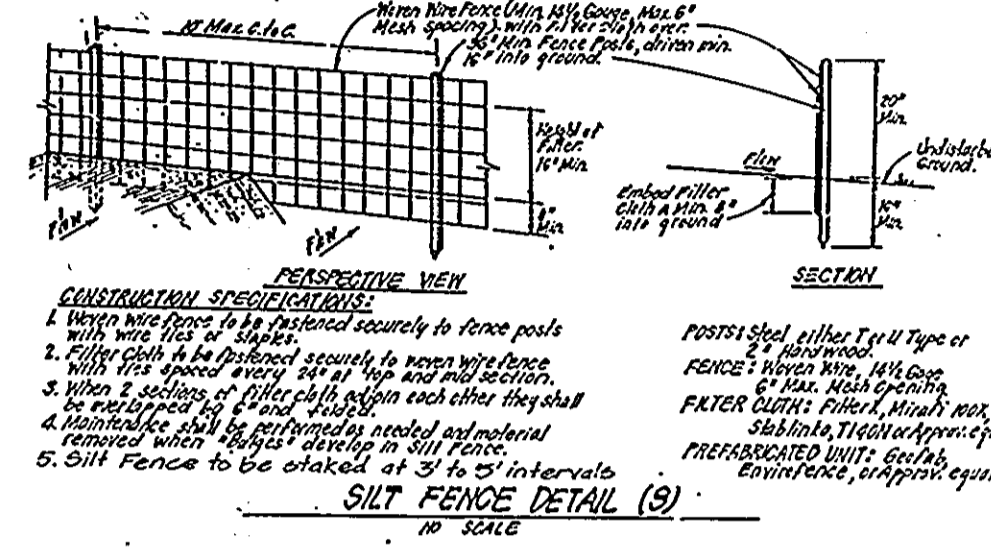 Woven Wire Fence (Min. 14½ Gauge, Max. 6"
Mesh Spacing) with Filter Cloth over.
36" Min. Fence Posts, driven min.
16" into ground.
Max. C. to C.
Height of
Filter
16" Min.
8"
Min.
Flow
Flow
PERSPECTIVE VIEW
20"
Min.
Undisturbed
Ground.
Flow
Embed Filter
Cloth A Min. 8"
into ground
16"
Min.
SECTION
CONSTRUCTION SPECIFICATIONS:
1. Woven wire fence to be fastened securely to fence posts
with wire ties or staples.
2. Filter cloth to be fastened securely to woven wire fence
with ties spaced every 24" at top and mid section.
3. When 2 sections of filter cloth adjoin each other they shall
be overlapped by 6" and folded.
4. Maintenance shall be performed as needed and material
removed when "Bulges" develop in Silt Fence.
5. Silt Fence to be staked at 3' to 5' intervals
POSTS: Steel either T or U Type or
2" Hardwood.
FENCE: Woven Wire, 14½ Gage
6" Max. Mesh Opening
FILTER CLOTH: Filter X, Mirafi 100X,
Stablinka, T140N or Approv. equ
PREFABRICATED UNIT: Geofab,
Envirofence, or Approv. equal
SILT FENCE DETAIL (S)
NO SCALE